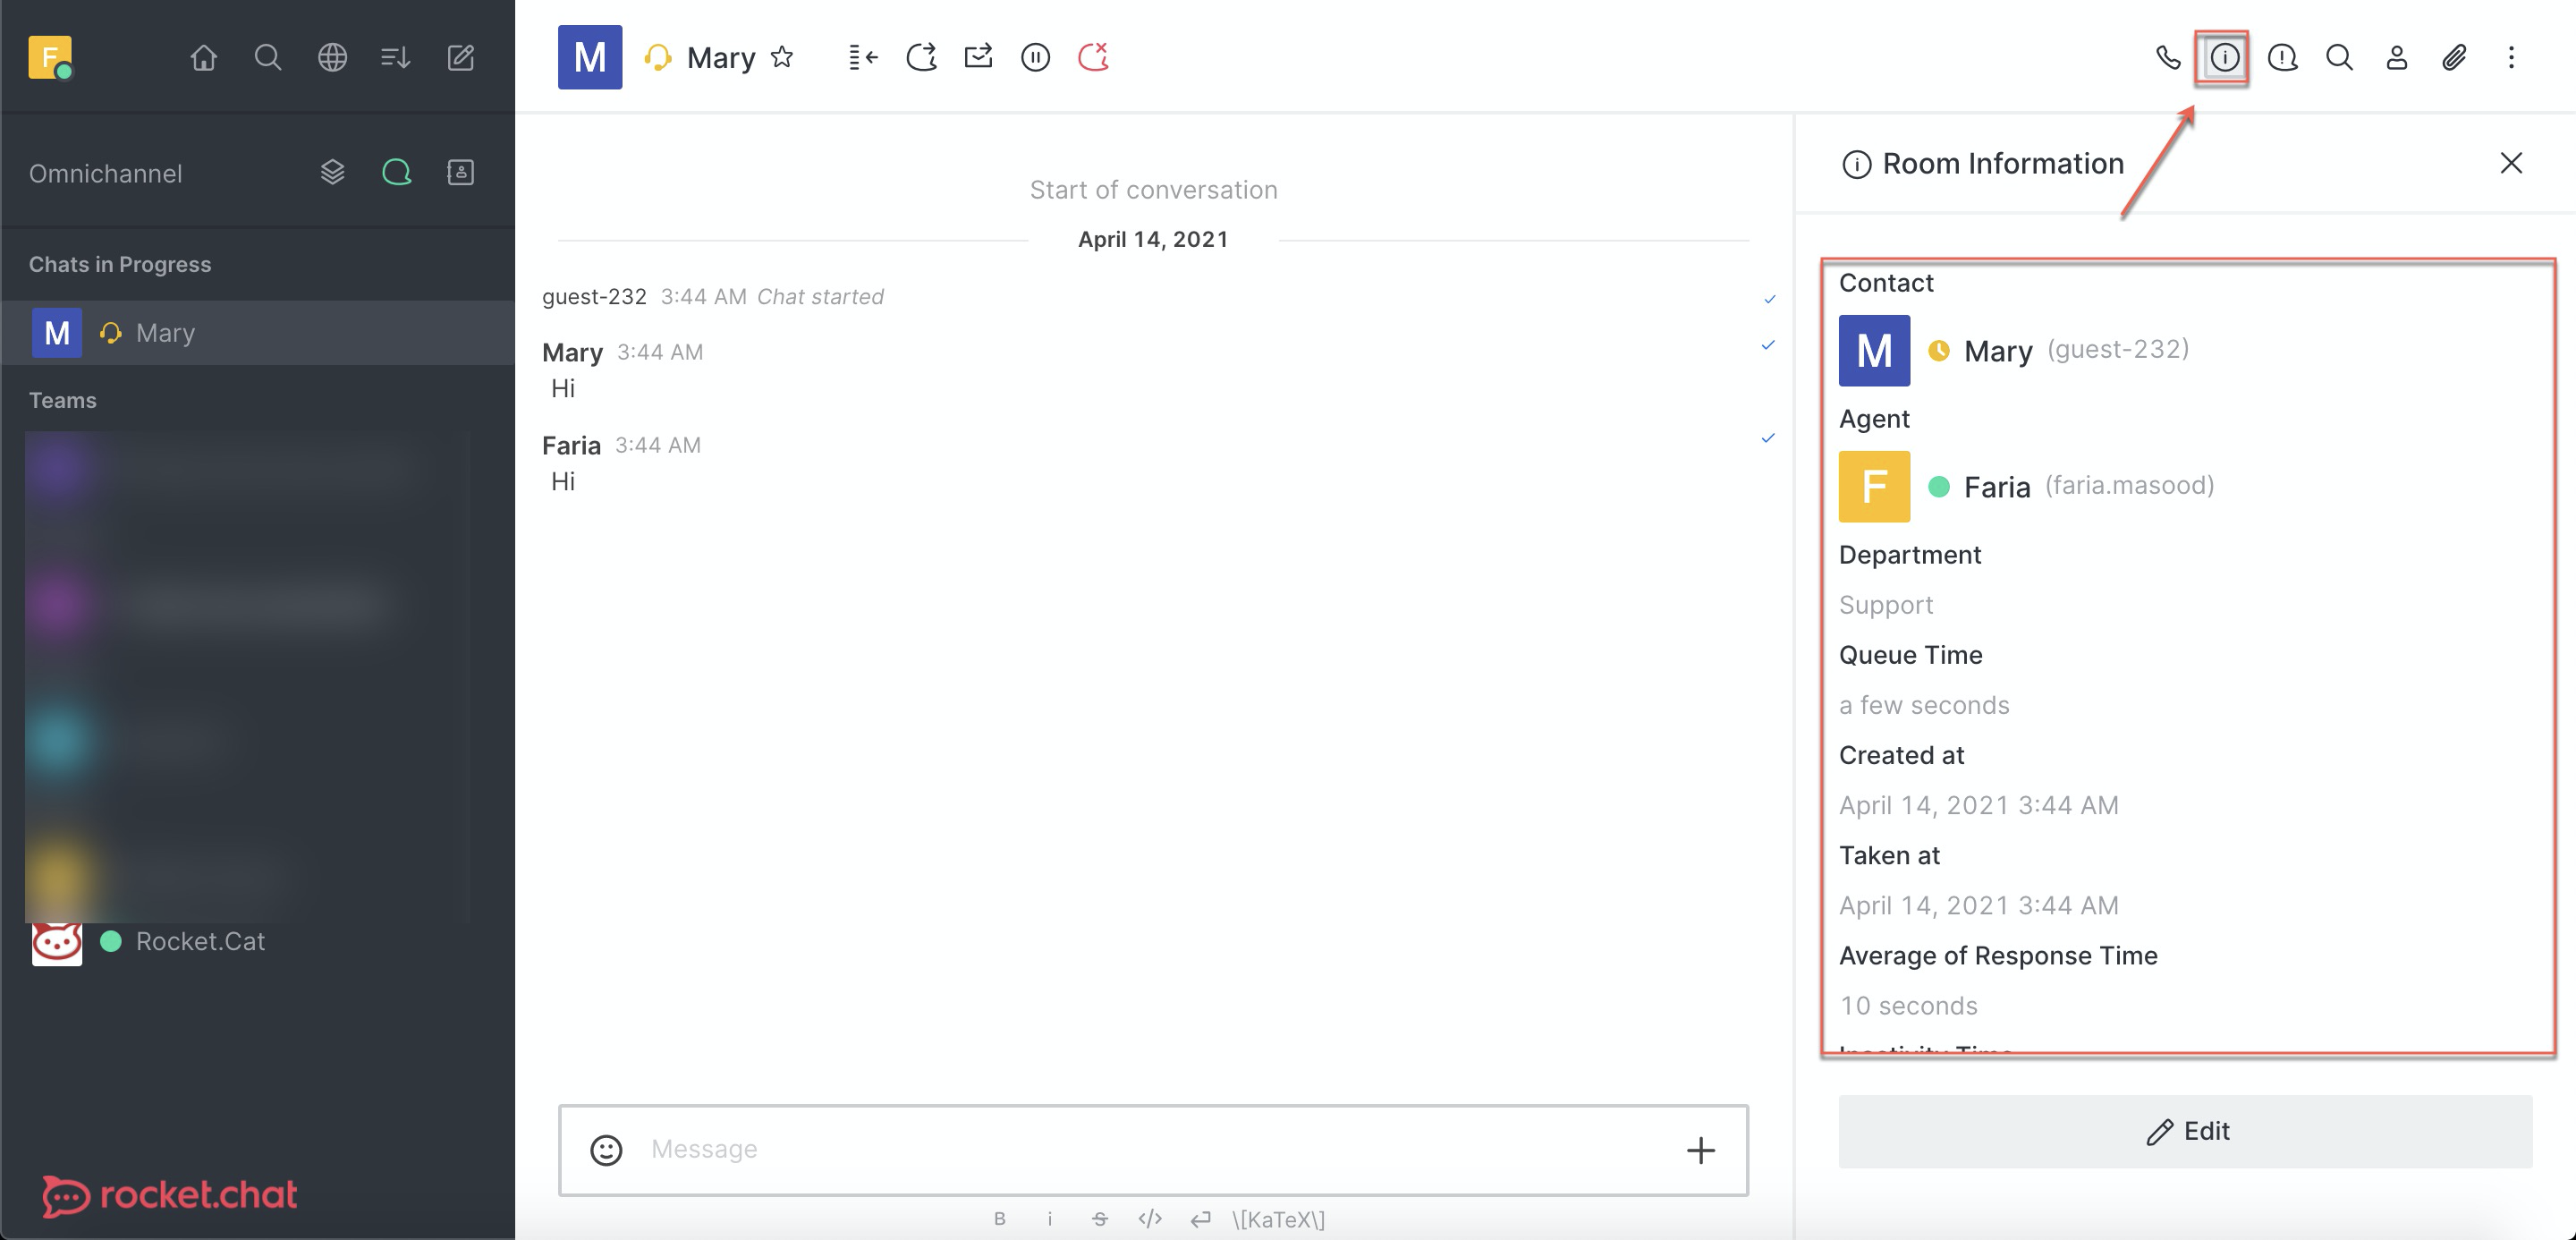 F
Omnichannel
Chats in Progress
M Mary
Teams
Rocket.Cat
rocket.chat
M Mary
Start of conversation
April 14, 2021
guest-232 3:44 AM Chat started
Mary 3:44 AM
Hi
Faria 3:44 AM
Hi
Message
B i S </> \[KaTeX\]
Room Information
Contact
M Mary (guest-232)
Agent
F Faria (faria.masood)
Department
Support
Queue Time
a few seconds
Created at
April 14, 2021 3:44 AM
Taken at
April 14, 2021 3:44 AM
Average of Response Time
10 seconds
Inactivity Time
Edit